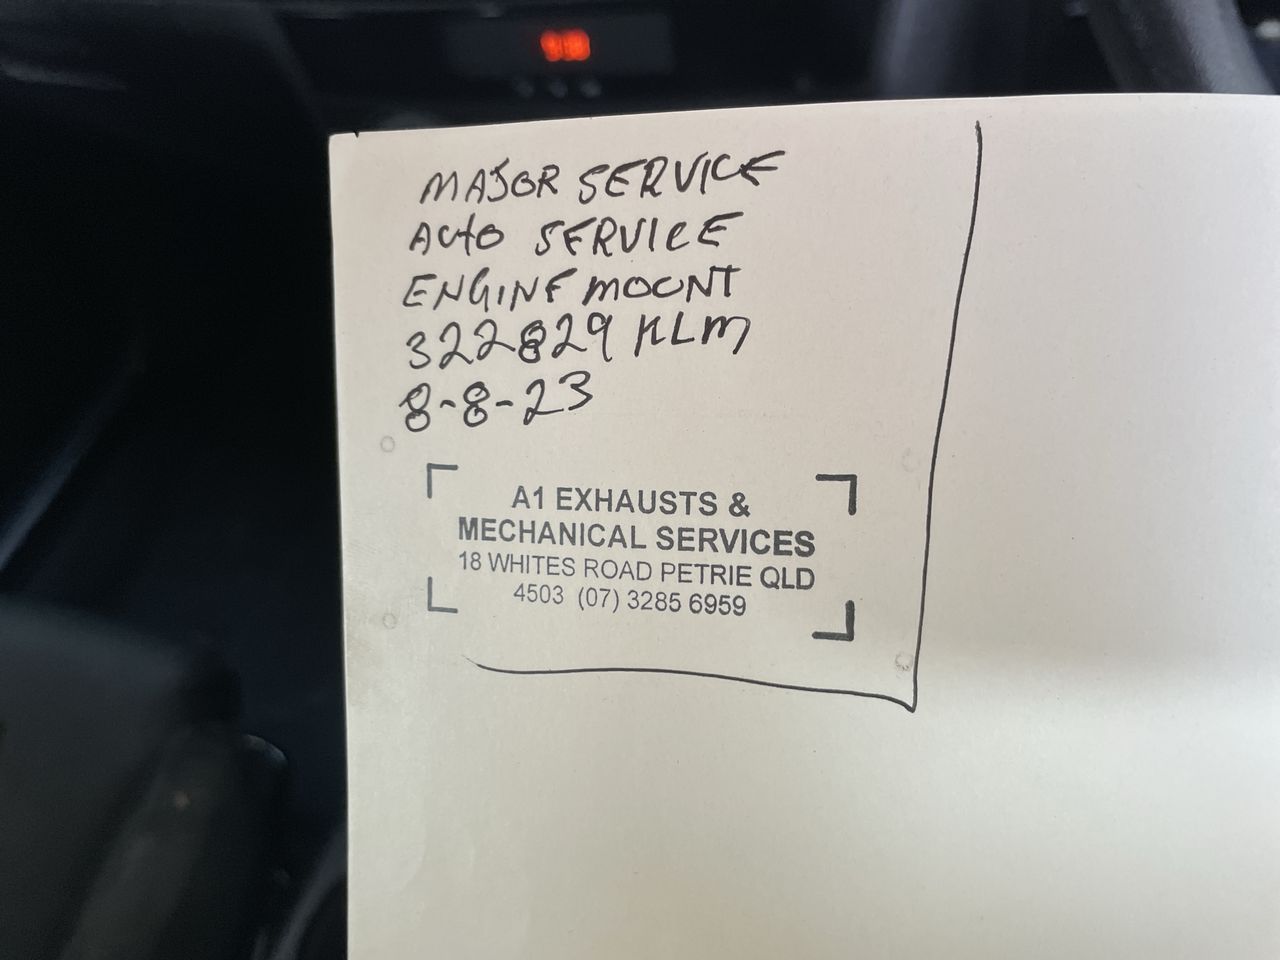 MAJOR SERVICE
Auto SERVICE
ENGINE MOUNT
322829 KLM
8-8-23
A1 EXHAUSTS &
MECHANICAL SERVICES
18 WHITES ROAD PETRIE QLD
4503 (07) 3285 6959